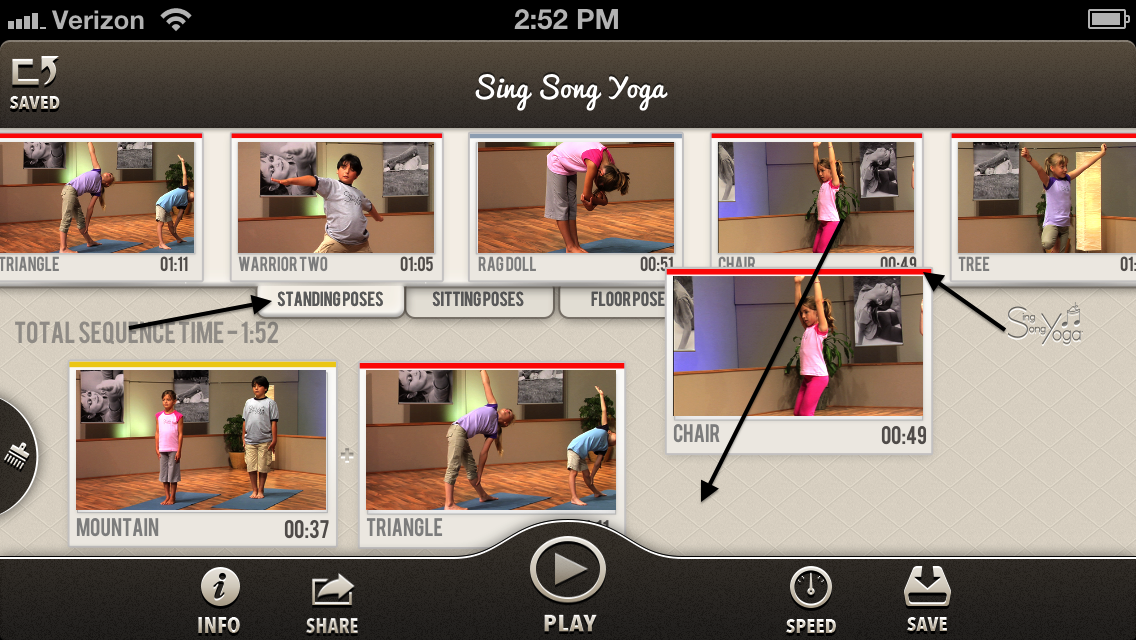 Verizon 2:52 PM
SAVED
Sing Song Yoga
TRIANGLE 01:11
WARRIOR TWO 01:05
RAG DOLL 00:51
CHAIR 00:49
TREE 01:
STANDING POSES
SITTING POSES
FLOOR POSE
TOTAL SEQUENCE TIME – 1:52
Sing Song Yoga
MOUNTAIN 00:37
TRIANGLE
CHAIR 00:49
INFO
SHARE
PLAY
SPEED
SAVE